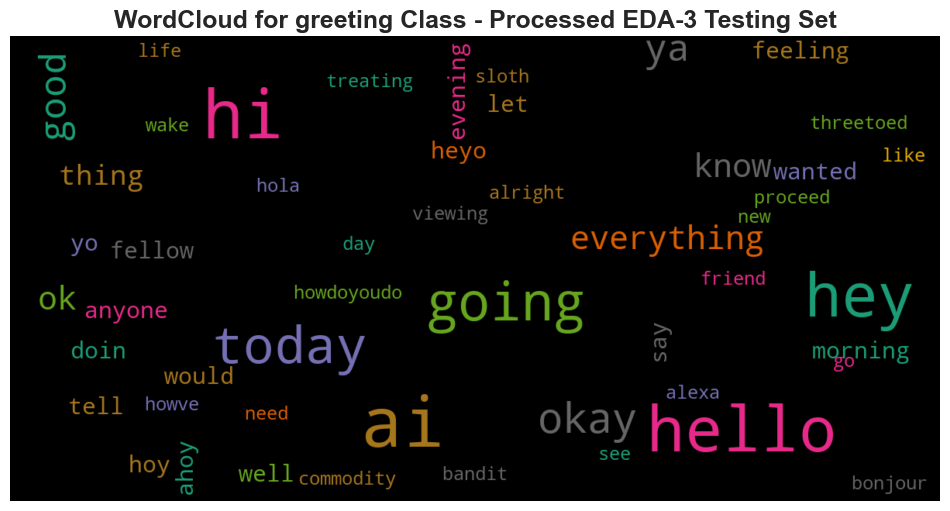 WordCloud for greeting Class - Processed EDA-3 Testing Set
life
good
hi
treating
evening
sloth
let
ya
feeling
wake
heyo
threetoed
like
thing
hola
alright
know
wanted
proceed
viewing
new
yo
fellow
day
everything
friend
ok
anyone
howdoyoudo
going
hey
doin
today
say
morning
go
would
tell
howve
need
ai
okay
alexa
hello
see
hoy
ahoy
well
commodity
bandit
bonjour